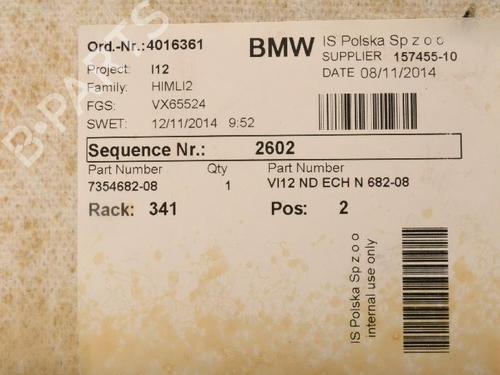 Ord.-Nr.:4016361
BMW
IS Polska Sp z o o
SUPPLIER 157455-10
DATE 08/11/2014
Project: I12
Family: HIMLI2
FGS: VX65524
SWET: 12/11/2014 9:52
Sequence Nr.: 2602
Part Number Qty Part Number
7354682-08 1 VI12 ND ECH N 682-08
Rack: 341 Pos: 2
IS Polska Sp z o o
internal use only
B-PARTS